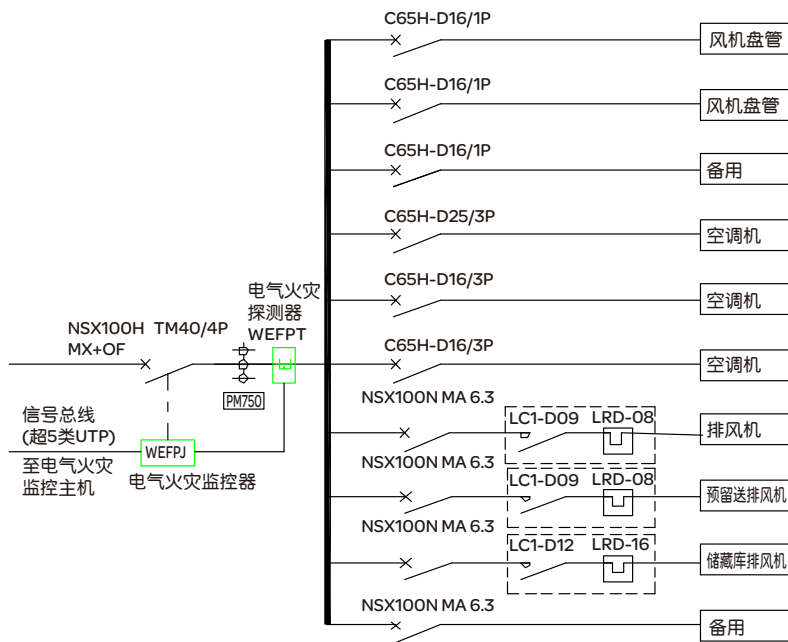 C65H-D16/1P
风机盘管
C65H-D16/1P
风机盘管
C65H-D16/1P
备用
C65H-D25/3P
空调机
C65H-D16/3P
空调机
电气火灾
探测器
WEFPT
NSX100H TM40/4P
MX+OF
C65H-D16/3P
空调机
PM750
NSX100N MA 6.3
LC1-D09 LRD-08
排风机
信号总线
(超5类UTP)
WEFPJ
至电气火灾
监控主机
电气火灾监控器
NSX100N MA 6.3
LC1-D09 LRD-08
预留送排风机
NSX100N MA 6.3
LC1-D12 LRD-16
储藏库排风机
NSX100N MA 6.3
备用